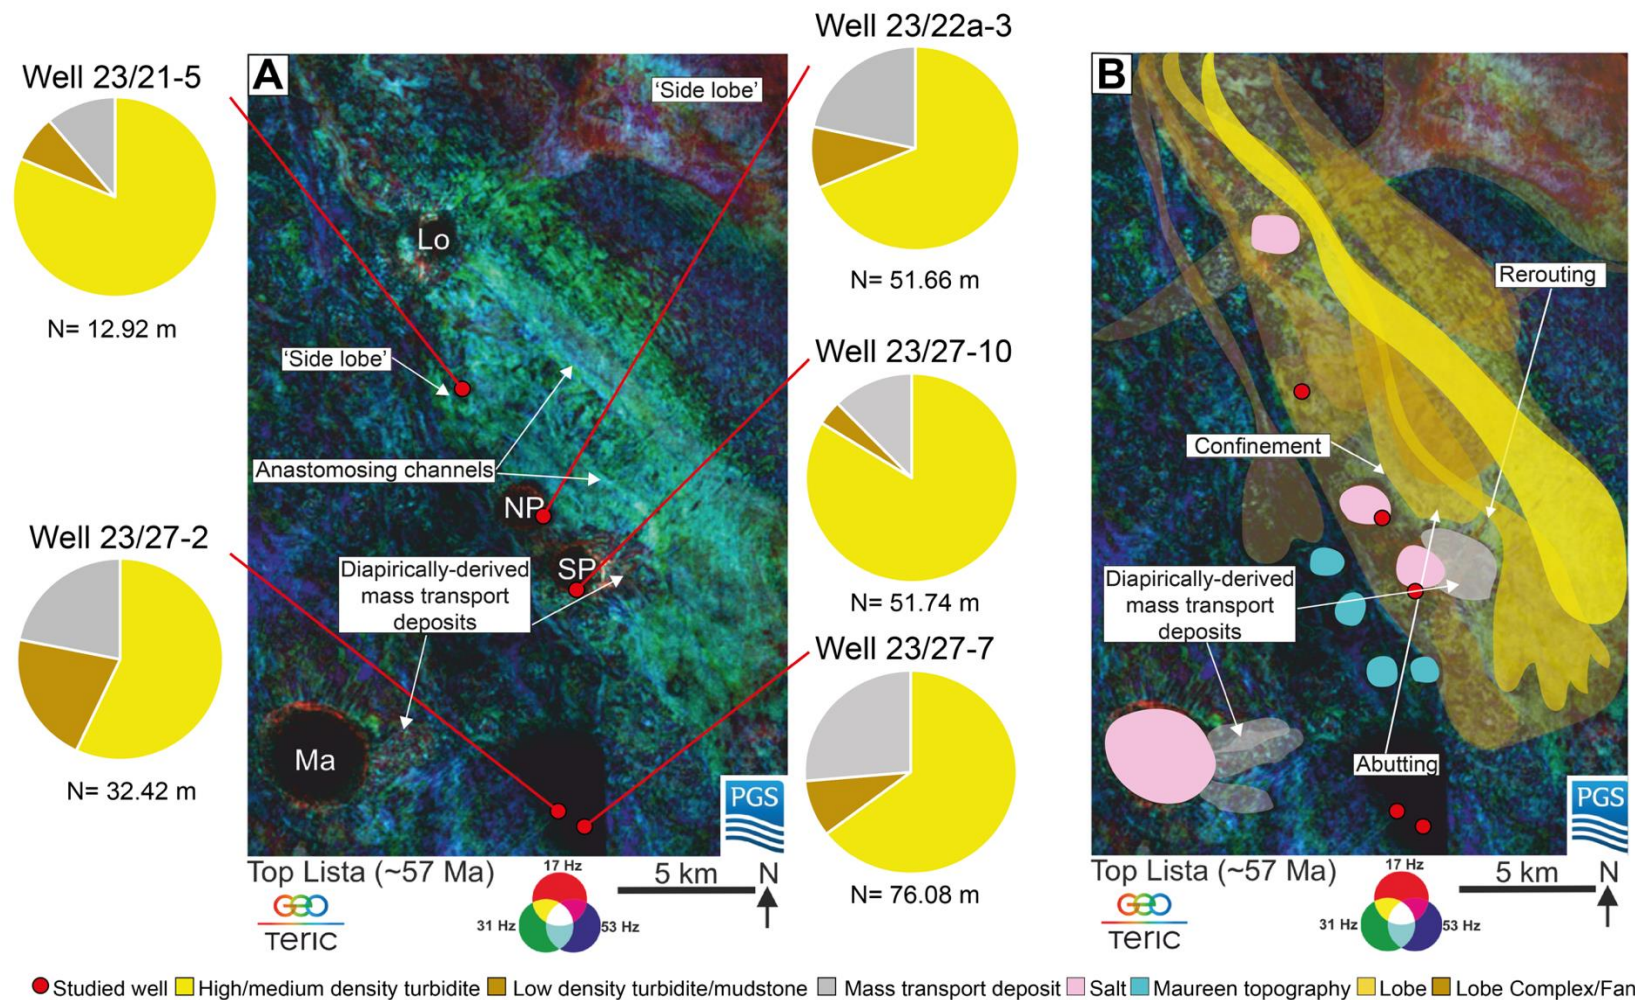 Well 23/21-5
N= 12.92 m
Well 23/27-2
N= 32.42 m
A
'Side lobe'
Lo
'Side lobe'
Anastomosing channels
NP
SP
Diapirically-derived
mass transport
deposits
Ma
PGS
Top Lista (~57 Ma)
17 Hz
31 Hz
53 Hz
5 km
N
GEO
TERIC
Well 23/22a-3
N= 51.66 m
Well 23/27-10
N= 51.74 m
Well 23/27-7
N= 76.08 m
B
Rerouting
Confinement
Diapirically-derived
mass transport
deposits
Abutting
PGS
Top Lista (~57 Ma)
17 Hz
31 Hz
53 Hz
5 km
N
GEO
TERIC
Studied well High/medium density turbidite Low density turbidite/mudstone Mass transport deposit Salt Maureen topography Lobe Lobe Complex/Fan